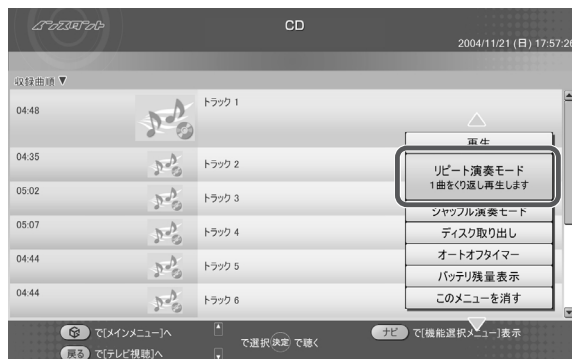 インスタント
CD
2004/11/21 (日) 17:57:26
収録曲順▼
04:48
トラック 1
04:35
トラック 2
05:02
トラック 3
05:07
トラック 4
04:44
トラック 5
04:44
トラック 6
再生
リピート演奏モード
1曲をくり返し再生します
シャッフル演奏モード
ディスク取り出し
オートオフタイマー
バッテリ残量表示
このメニューを消す
で[メインメニュー]へ
戻る で[テレビ視聴]へ
で選択 決定 で聴く
ナビ で[機能選択メニュー]表示